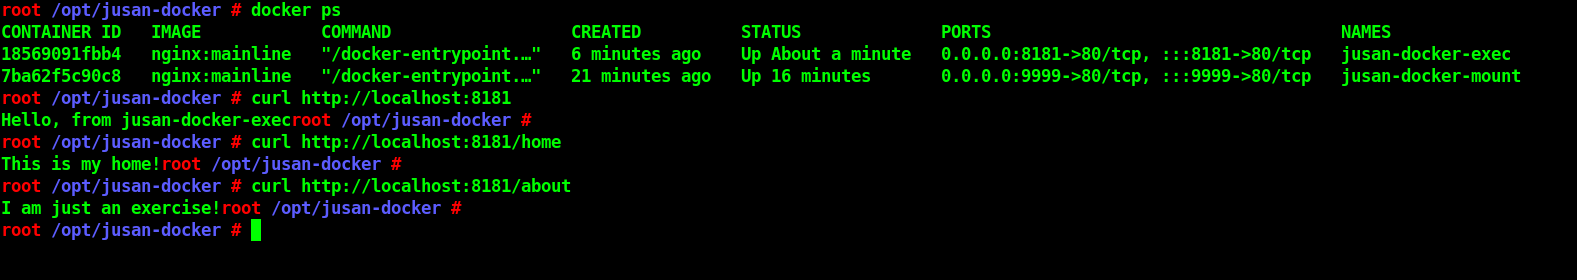 root /opt/jusan-docker # docker ps
CONTAINER ID   IMAGE            COMMAND                  CREATED          STATUS              PORTS                                   NAMES
18569091fbb4   nginx:mainline   "/docker-entrypoint.…"   6 minutes ago    Up About a minute   0.0.0.0:8181->80/tcp, :::8181->80/tcp   jusan-docker-exec
7ba62f5c90c8   nginx:mainline   "/docker-entrypoint.…"   21 minutes ago   Up 16 minutes       0.0.0.0:9999->80/tcp, :::9999->80/tcp   jusan-docker-mount
root /opt/jusan-docker # curl http://localhost:8181
Hello, from jusan-docker-execroot /opt/jusan-docker #
root /opt/jusan-docker # curl http://localhost:8181/home
This is my home!root /opt/jusan-docker #
root /opt/jusan-docker # curl http://localhost:8181/about
I am just an exercise!root /opt/jusan-docker #
root /opt/jusan-docker #